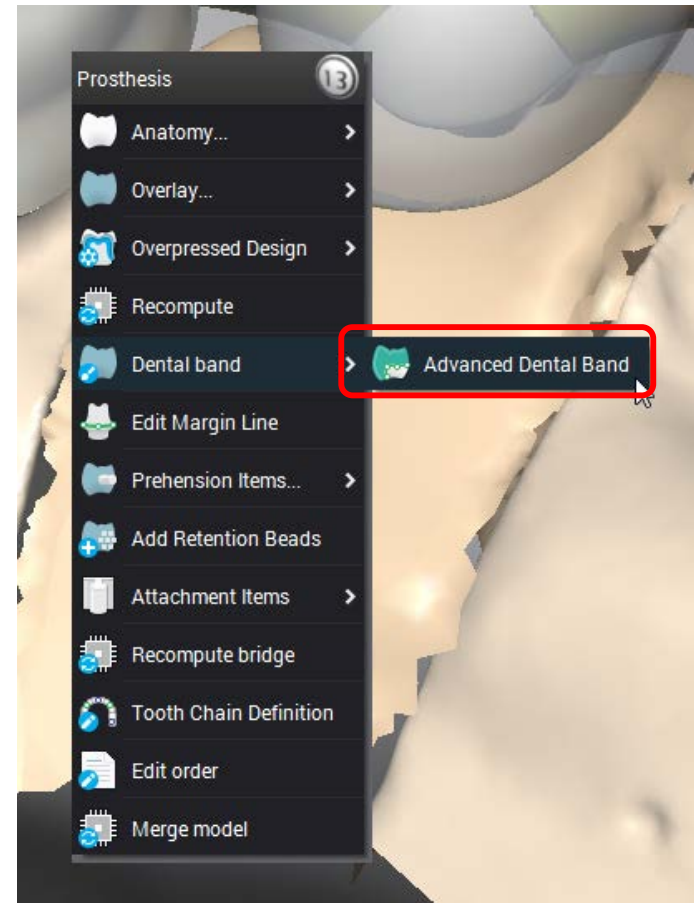 Prosthesis 13
Anatomy...
Overlay...
Overpressed Design
Recompute
Dental band
Advanced Dental Band
Edit Margin Line
Prehension Items...
Add Retention Beads
Attachment Items
Recompute bridge
Tooth Chain Definition
Edit order
Merge model